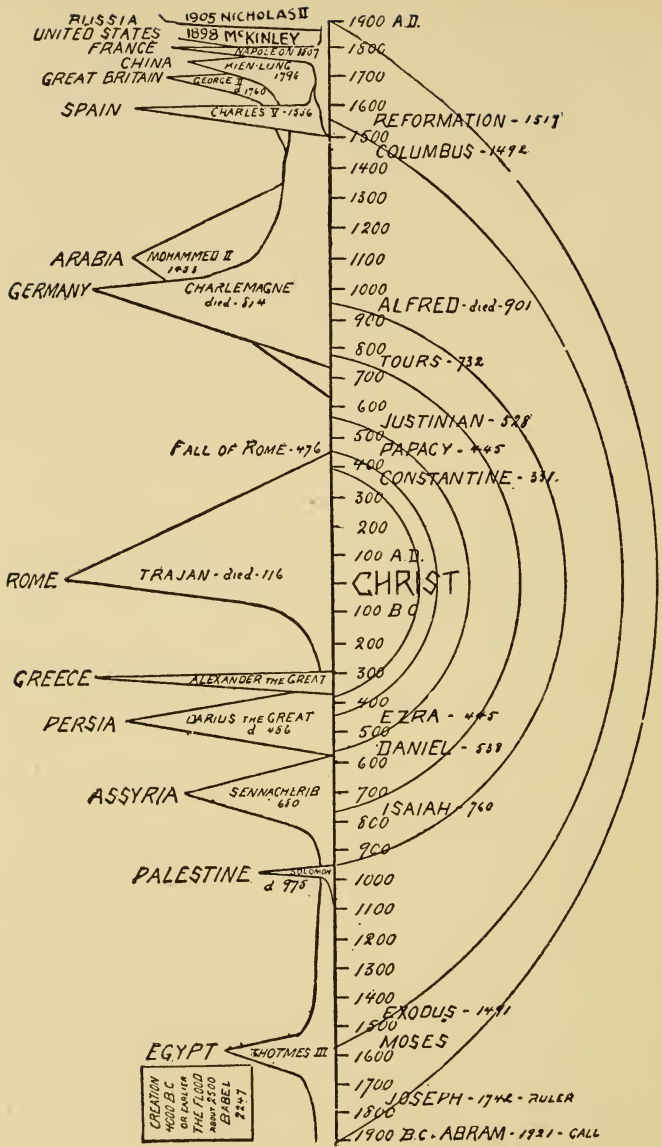 RUSSIA 1905 NICHOLAS II
UNITED STATES 1898 McKINLEY
FRANCE NAPOLEON 1807
CHINA KIEN-LUNG 1796
GREAT BRITAIN GEORGE II d 1760
SPAIN CHARLES V - 1556
ARABIA MOHAMMED II
GERMANY CHARLEMAGNE
died - 814
FALL OF ROME - 476
ROME TRAJAN - died - 116
GREECE ALEXANDER THE GREAT
PERSIA DARIUS THE GREAT
d 486
ASSYRIA SENNACHERIB
680
PALESTINE SOLOMON
d 975
EGYPT THOTMES III
CREATION
4000 B.C
OR EARLIER
THE FLOOD
ABOUT 2500
BABEL
2247
1900 A.D.
1800
1700
1600
REFORMATION - 1517
1500
COLUMBUS - 1492
1400
1300
1200
1100
1000
ALFRED - died - 901
900
800
TOURS - 732
700
600
JUSTINIAN - 528
500
PAPACY - 445
400
CONSTANTINE
300
200
100 A.D.
CHRIST
100 B C
200
300
400
EZRA - 445
500
DANIEL - 538
600
700
ISAIAH - 760
800
900
1000
1100
1200
1300
1400
EXODUS - 1491
1500
MOSES
1600
1700
JOSEPH - 1742 - RULER
1800
1900 B.C. ABRAM - 1921 - CALL